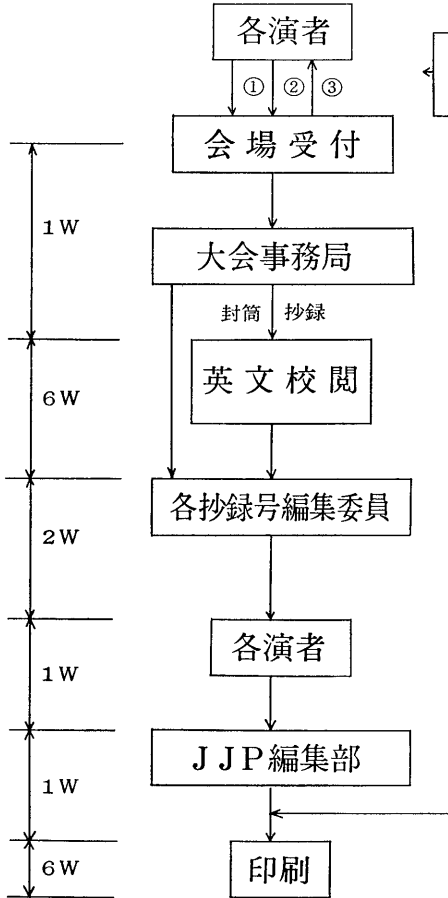 各演者
① ② ③
会場受付
1W
大会事務局
封筒 抄録
6W
英文校閲
各抄録号編集委員
2W
各演者
1W
JJP編集部
1W
印刷
6W